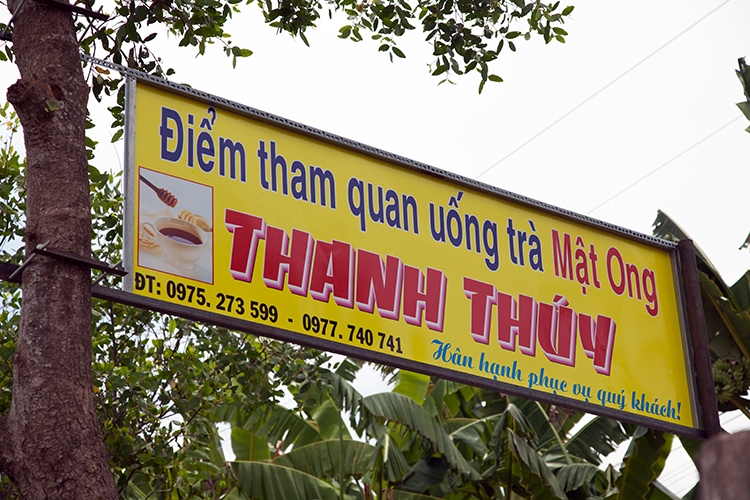 Điểm tham quan uống trà Mật Ong
THANH THÚY
ĐT: 0975. 273 599 - 0977. 740 741
Hân hạnh phục vụ quý khách!